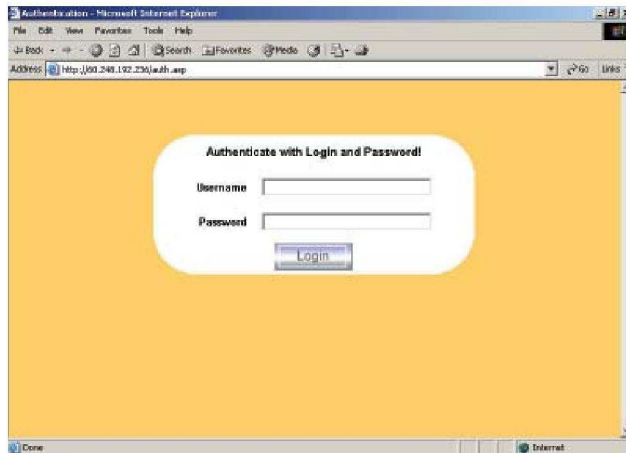 Authentication - Microsoft Internet Explorer
File Edit View Favorites Tools Help
Back Search Favorites Media
Address http://60.248.192.236/auth.asp Go Links
Authenticate with Login and Password!
Username
Password
Login
Done Internet